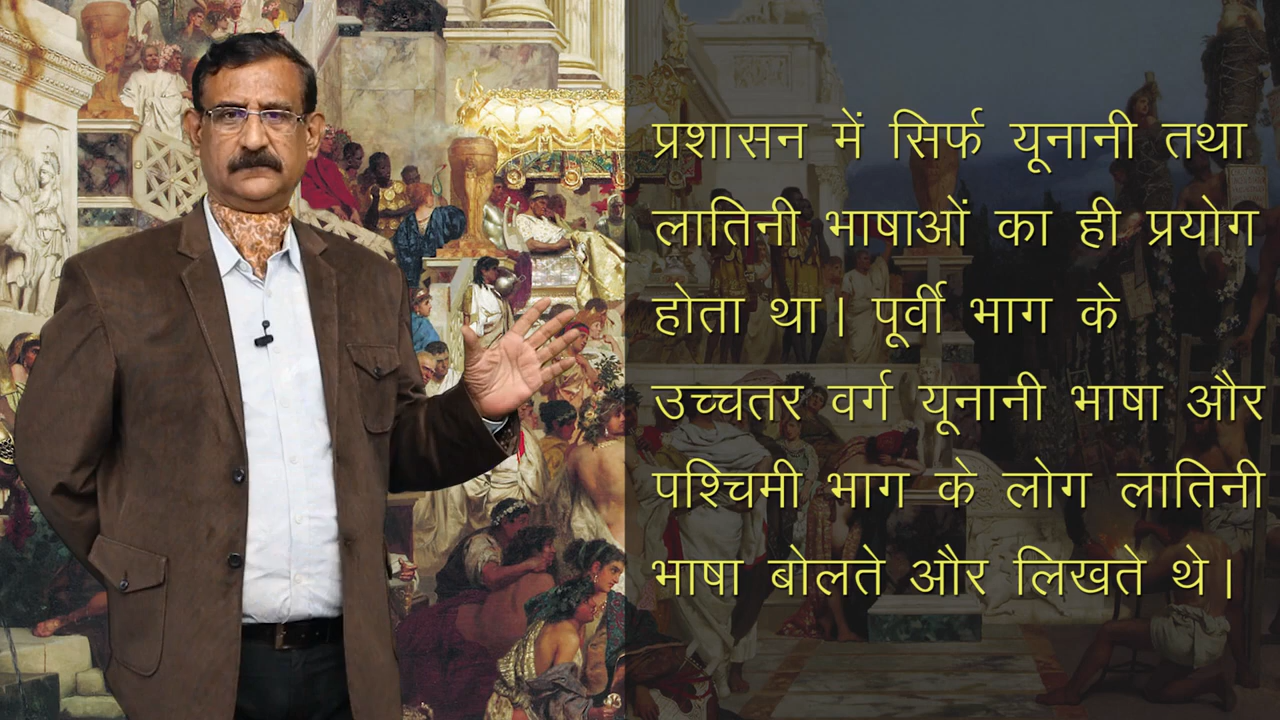 प्रशासन में सिर्फ यूनानी तथा
लातिनी भाषाओं का ही प्रयोग
होता था। पूर्वी भाग के
उच्चतर वर्ग यूनानी भाषा और
पश्चिमी भाग के लोग लातिनी
भाषा बोलते और लिखते थे।